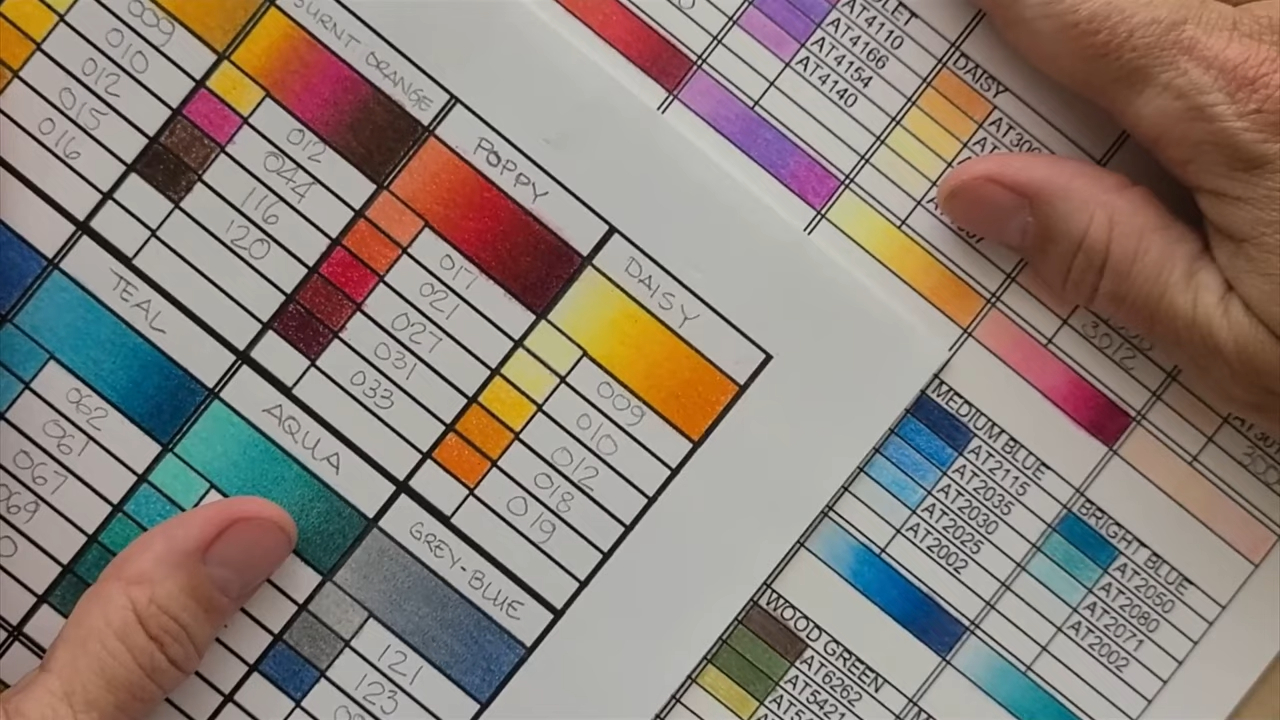 009
010
012
015
016
BURNT ORANGE
012
044
116
120
POPPY
017
021
027
031
033
DAISY
009
010
012
018
019
TEAL
062
061
067
069
AQUA
GREY-BLUE
121
123
AT4110
AT4166
AT4154
AT4140
DAISY
3012
MEDIUM BLUE
AT2115
AT2035
AT2030
AT2025
AT2002
BRIGHT BLUE
AT2050
AT2080
AT2071
AT2002
WOOD GREEN
AT6262
AT5421